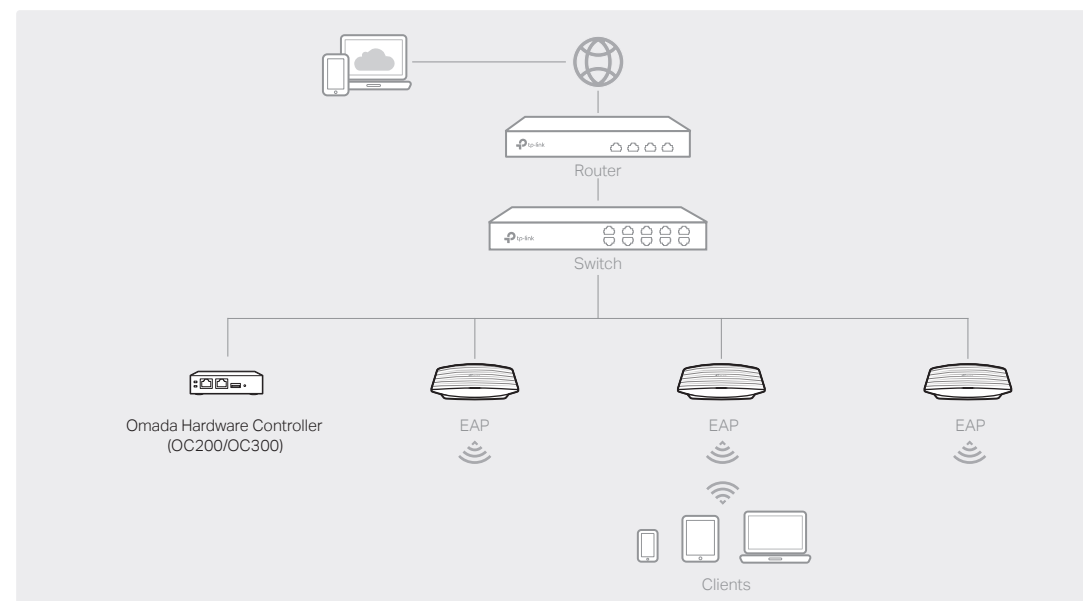 tp-link
Router
tp-link
Switch
Omada Hardware Controller
(OC200/OC300)
EAP
EAP
EAP
Clients